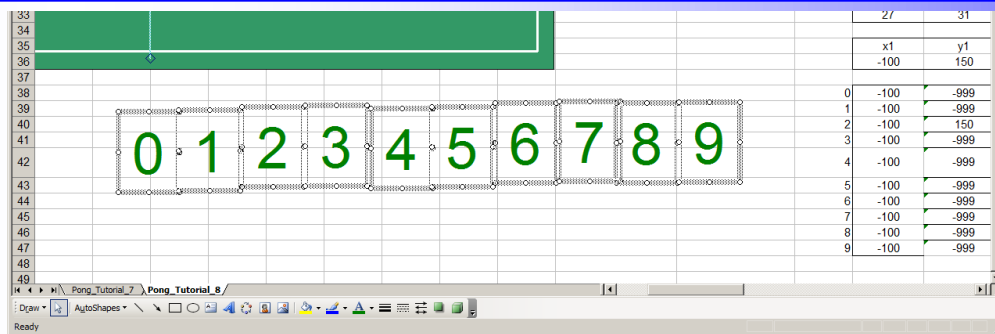 33 27 31
34
35 x1 y1
36 -100 150
37
38 0 -100 -999
39 1 -100 -999
40 2 -100 150
41 3 -100 -999
42 4 -100 -999
43 5 -100 -999
44 6 -100 -999
45 7 -100 -999
46 8 -100 -999
47 9 -100 -999
48
49
0 1 2 3 4 5 6 7 8 9
Pong_Tutorial_7 Pong_Tutorial_8
Draw AutoShapes
Ready